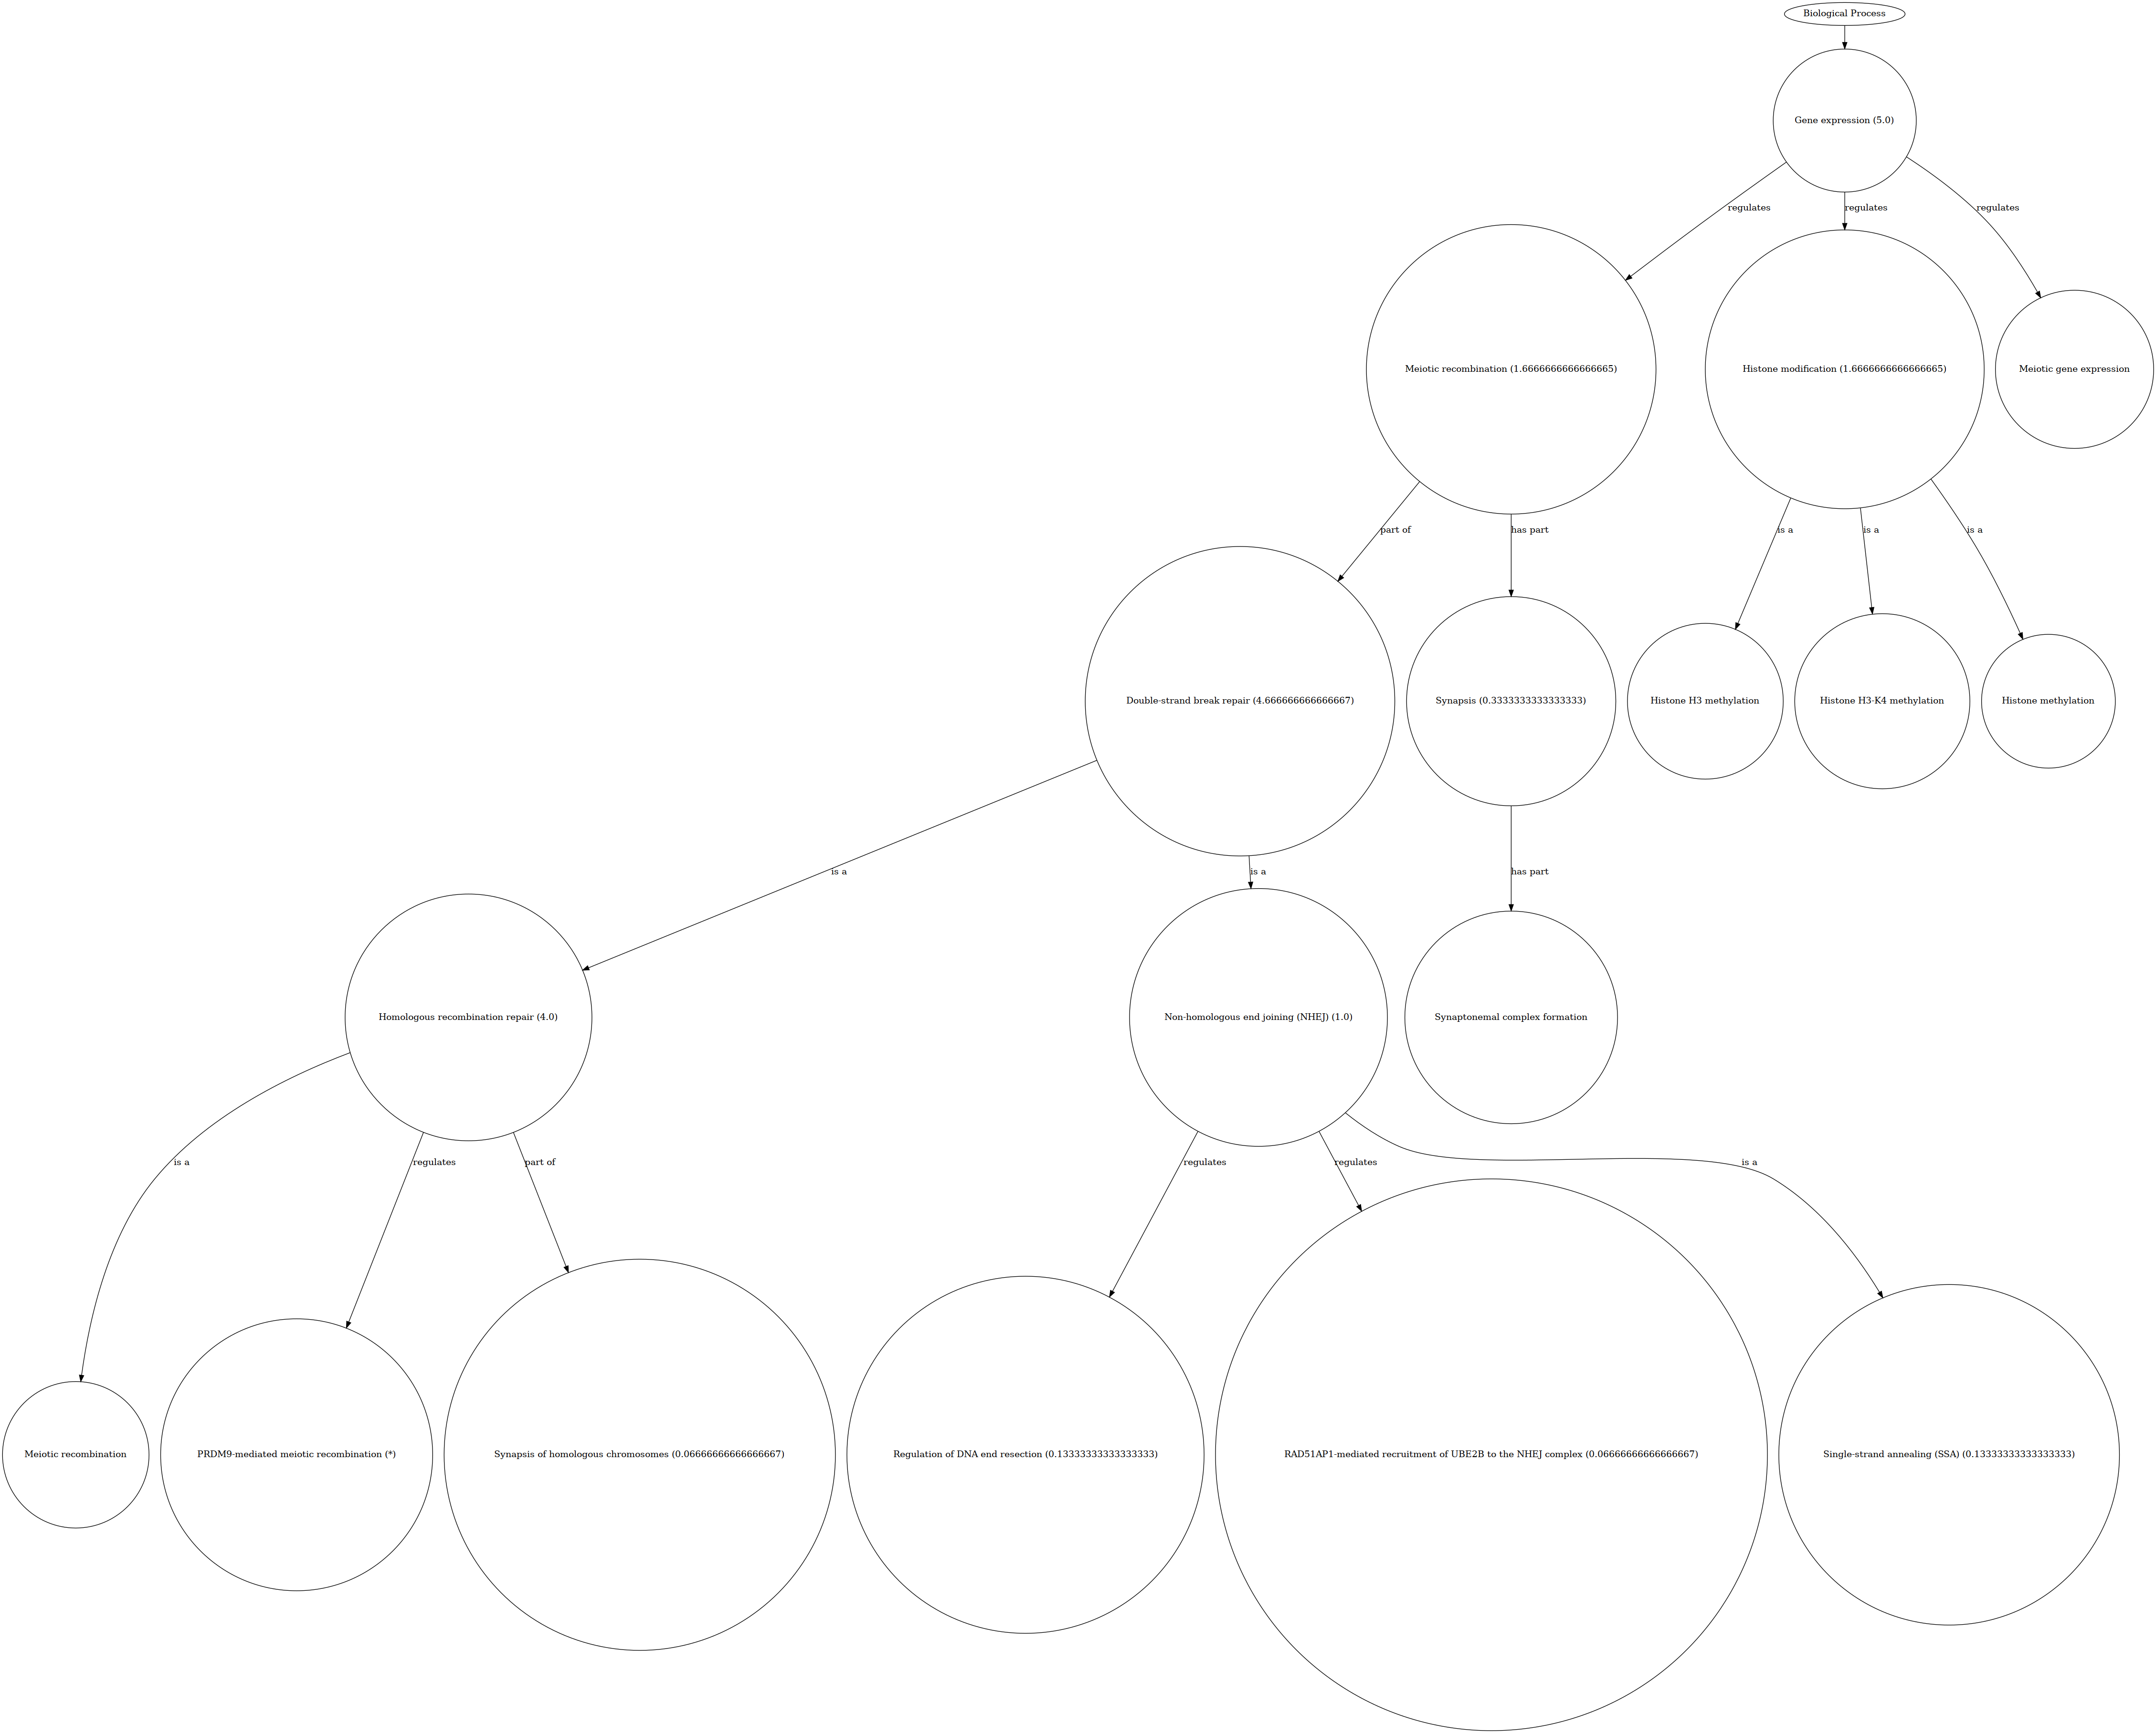 Biological Process
Gene expression (5.0)
regulates
regulates
regulates
Meiotic recombination (1.6666666666666665)
Histone modification (1.6666666666666665)
Meiotic gene expression
part of
has part
is a
is a
is a
Double-strand break repair (4.666666666666667)
Synapsis (0.3333333333333333)
Histone H3 methylation
Histone H3-K4 methylation
Histone methylation
is a
is a
has part
Homologous recombination repair (4.0)
Non-homologous end joining (NHEJ) (1.0)
Synaptonemal complex formation
is a
regulates
part of
regulates
regulates
is a
Meiotic recombination
PRDM9-mediated meiotic recombination (*)
Synapsis of homologous chromosomes (0.06666666666666667)
Regulation of DNA end resection (0.13333333333333333)
RAD51AP1-mediated recruitment of UBE2B to the NHEJ complex (0.06666666666666667)
Single-strand annealing (SSA) (0.13333333333333333)